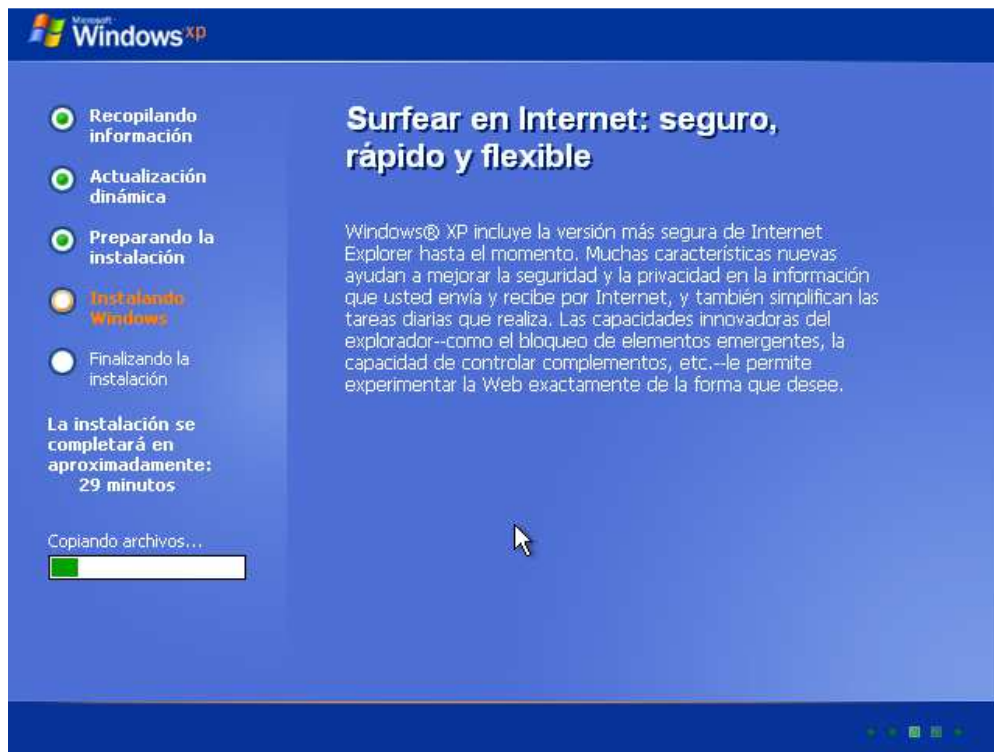 Microsoft
Windows xp
Recopilando
información
Actualización
dinámica
Preparando la
instalación
Instalando
Windows
Finalizando la
instalación
La instalación se
completará en
aproximadamente:
29 minutos
Copiando archivos...
Surfear en Internet: seguro,
rápido y flexible
Windows® XP incluye la versión más segura de Internet
Explorer hasta el momento. Muchas características nuevas
ayudan a mejorar la seguridad y la privacidad en la información
que usted envía y recibe por Internet, y también simplifican las
tareas diarias que realiza. Las capacidades innovadoras del
explorador--como el bloqueo de elementos emergentes, la
capacidad de controlar complementos, etc.--le permite
experimentar la Web exactamente de la forma que desee.